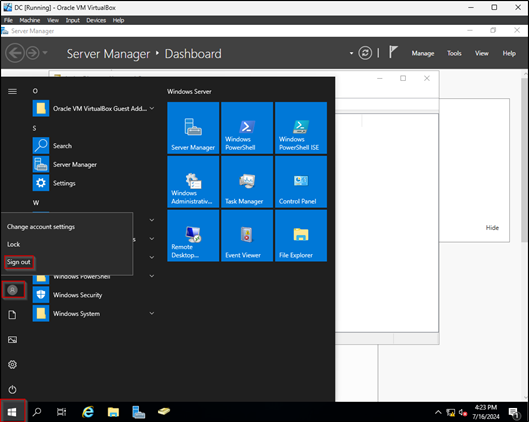 DC [Running] - Oracle VM VirtualBox
File Machine View Input Devices Help
Server Manager
Server Manager • Dashboard
Manage Tools View Help
O
Oracle VM VirtualBox Guest Add...
S
Search
Server Manager
Settings
W
Change account settings
Lock
Sign out
Windows PowerShell
Windows Security
Windows System
Windows Server
Server Manager
Windows PowerShell
Windows PowerShell ISE
Windows Administrativ...
Task Manager
Control Panel
Remote Desktop...
Event Viewer
File Explorer
Hide
4:23 PM
7/16/2024